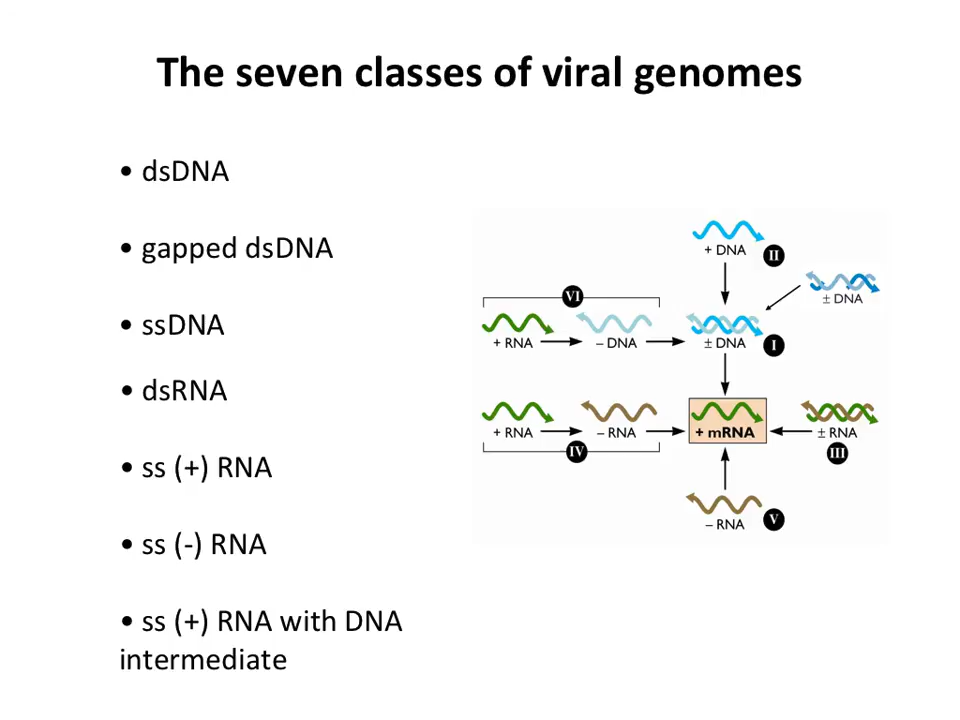 The seven classes of viral genomes
• dsDNA
• gapped dsDNA
• ssDNA
• dsRNA
• ss (+) RNA
• ss (-) RNA
• ss (+) RNA with DNA
intermediate
+ DNA
II
± DNA
VI
+ RNA
– DNA
± DNA
I
+ RNA
– RNA
+ mRNA
± RNA
IV
III
– RNA
V